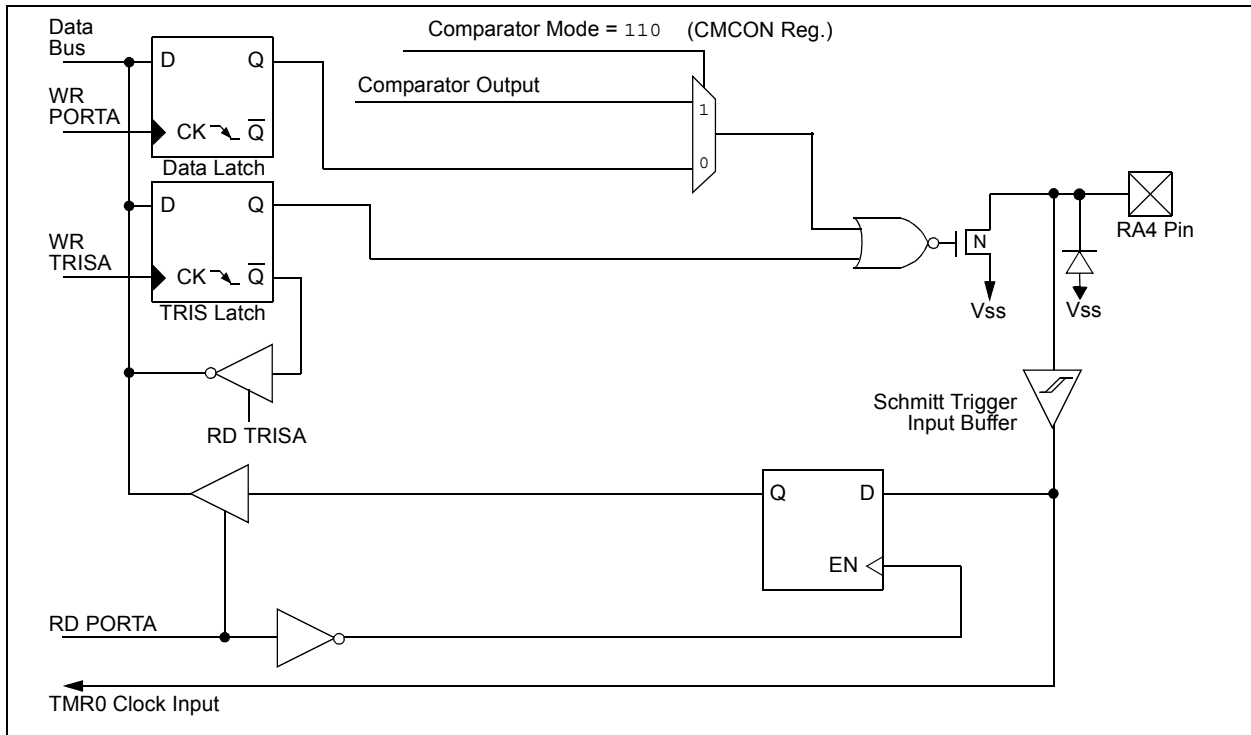 Data
Bus
D
Q
WR
PORTA
CK
Q̅
Data Latch
Comparator Mode = 110 (CMCON Reg.)
Comparator Output
1
0
D
Q
WR
TRISA
CK
Q̅
TRIS Latch
RD TRISA
N
Vss
Vss
RA4 Pin
Schmitt Trigger
Input Buffer
Q
D
EN
RD PORTA
TMR0 Clock Input